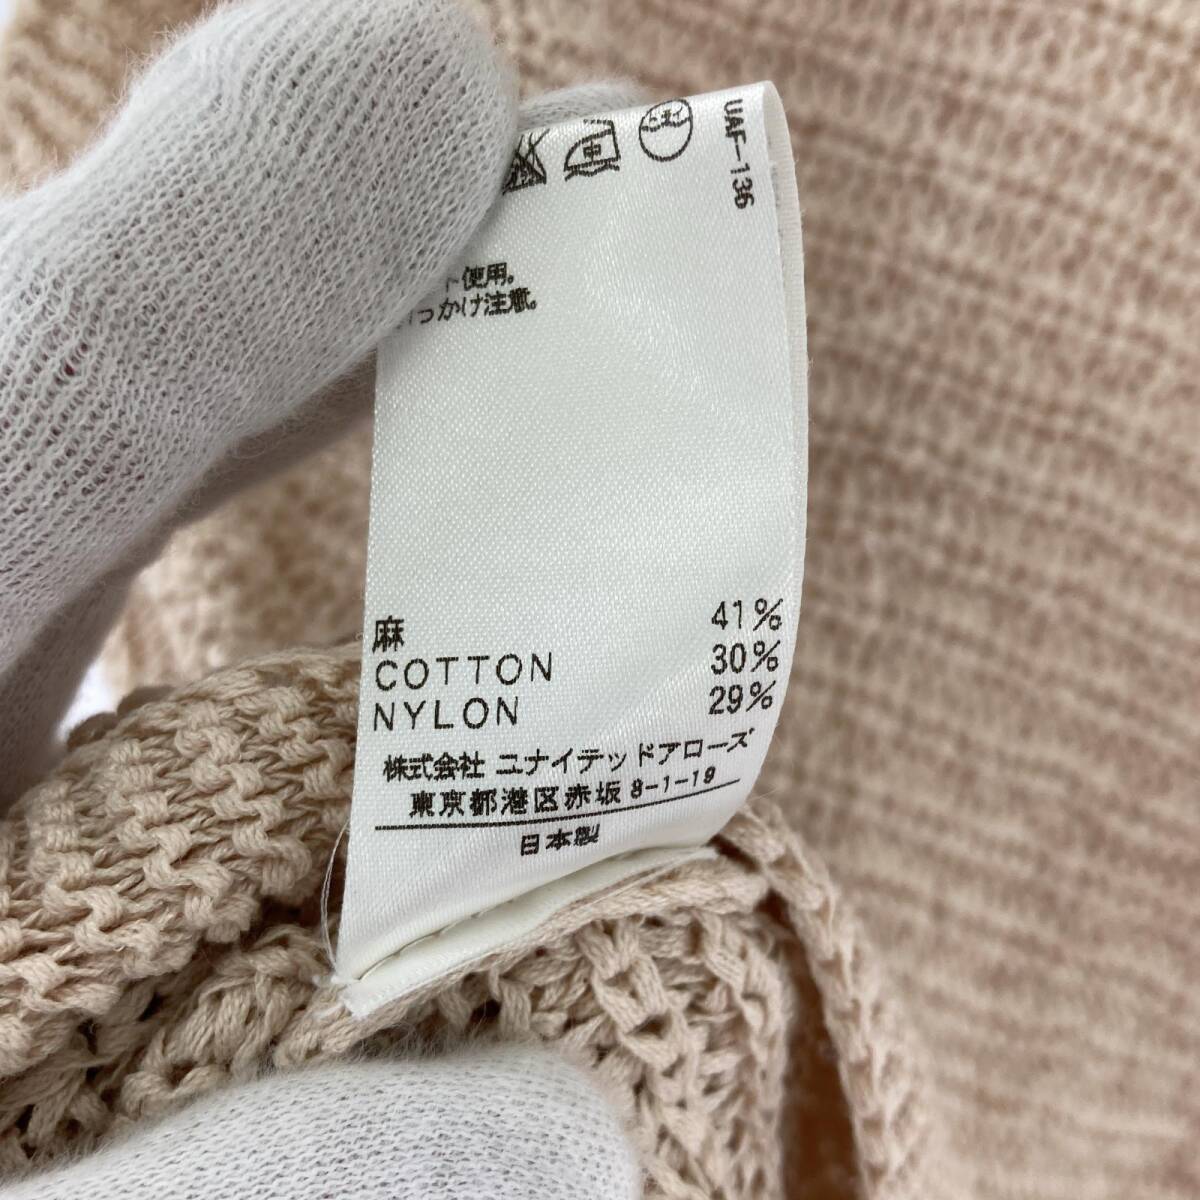 UAF-136
中
使用。
っかけ注意。
麻 41%
COTTON 30%
NYLON 29%
株式会社 ユナイテッドアローズ
東京都港区赤坂 8-1-19
日本製